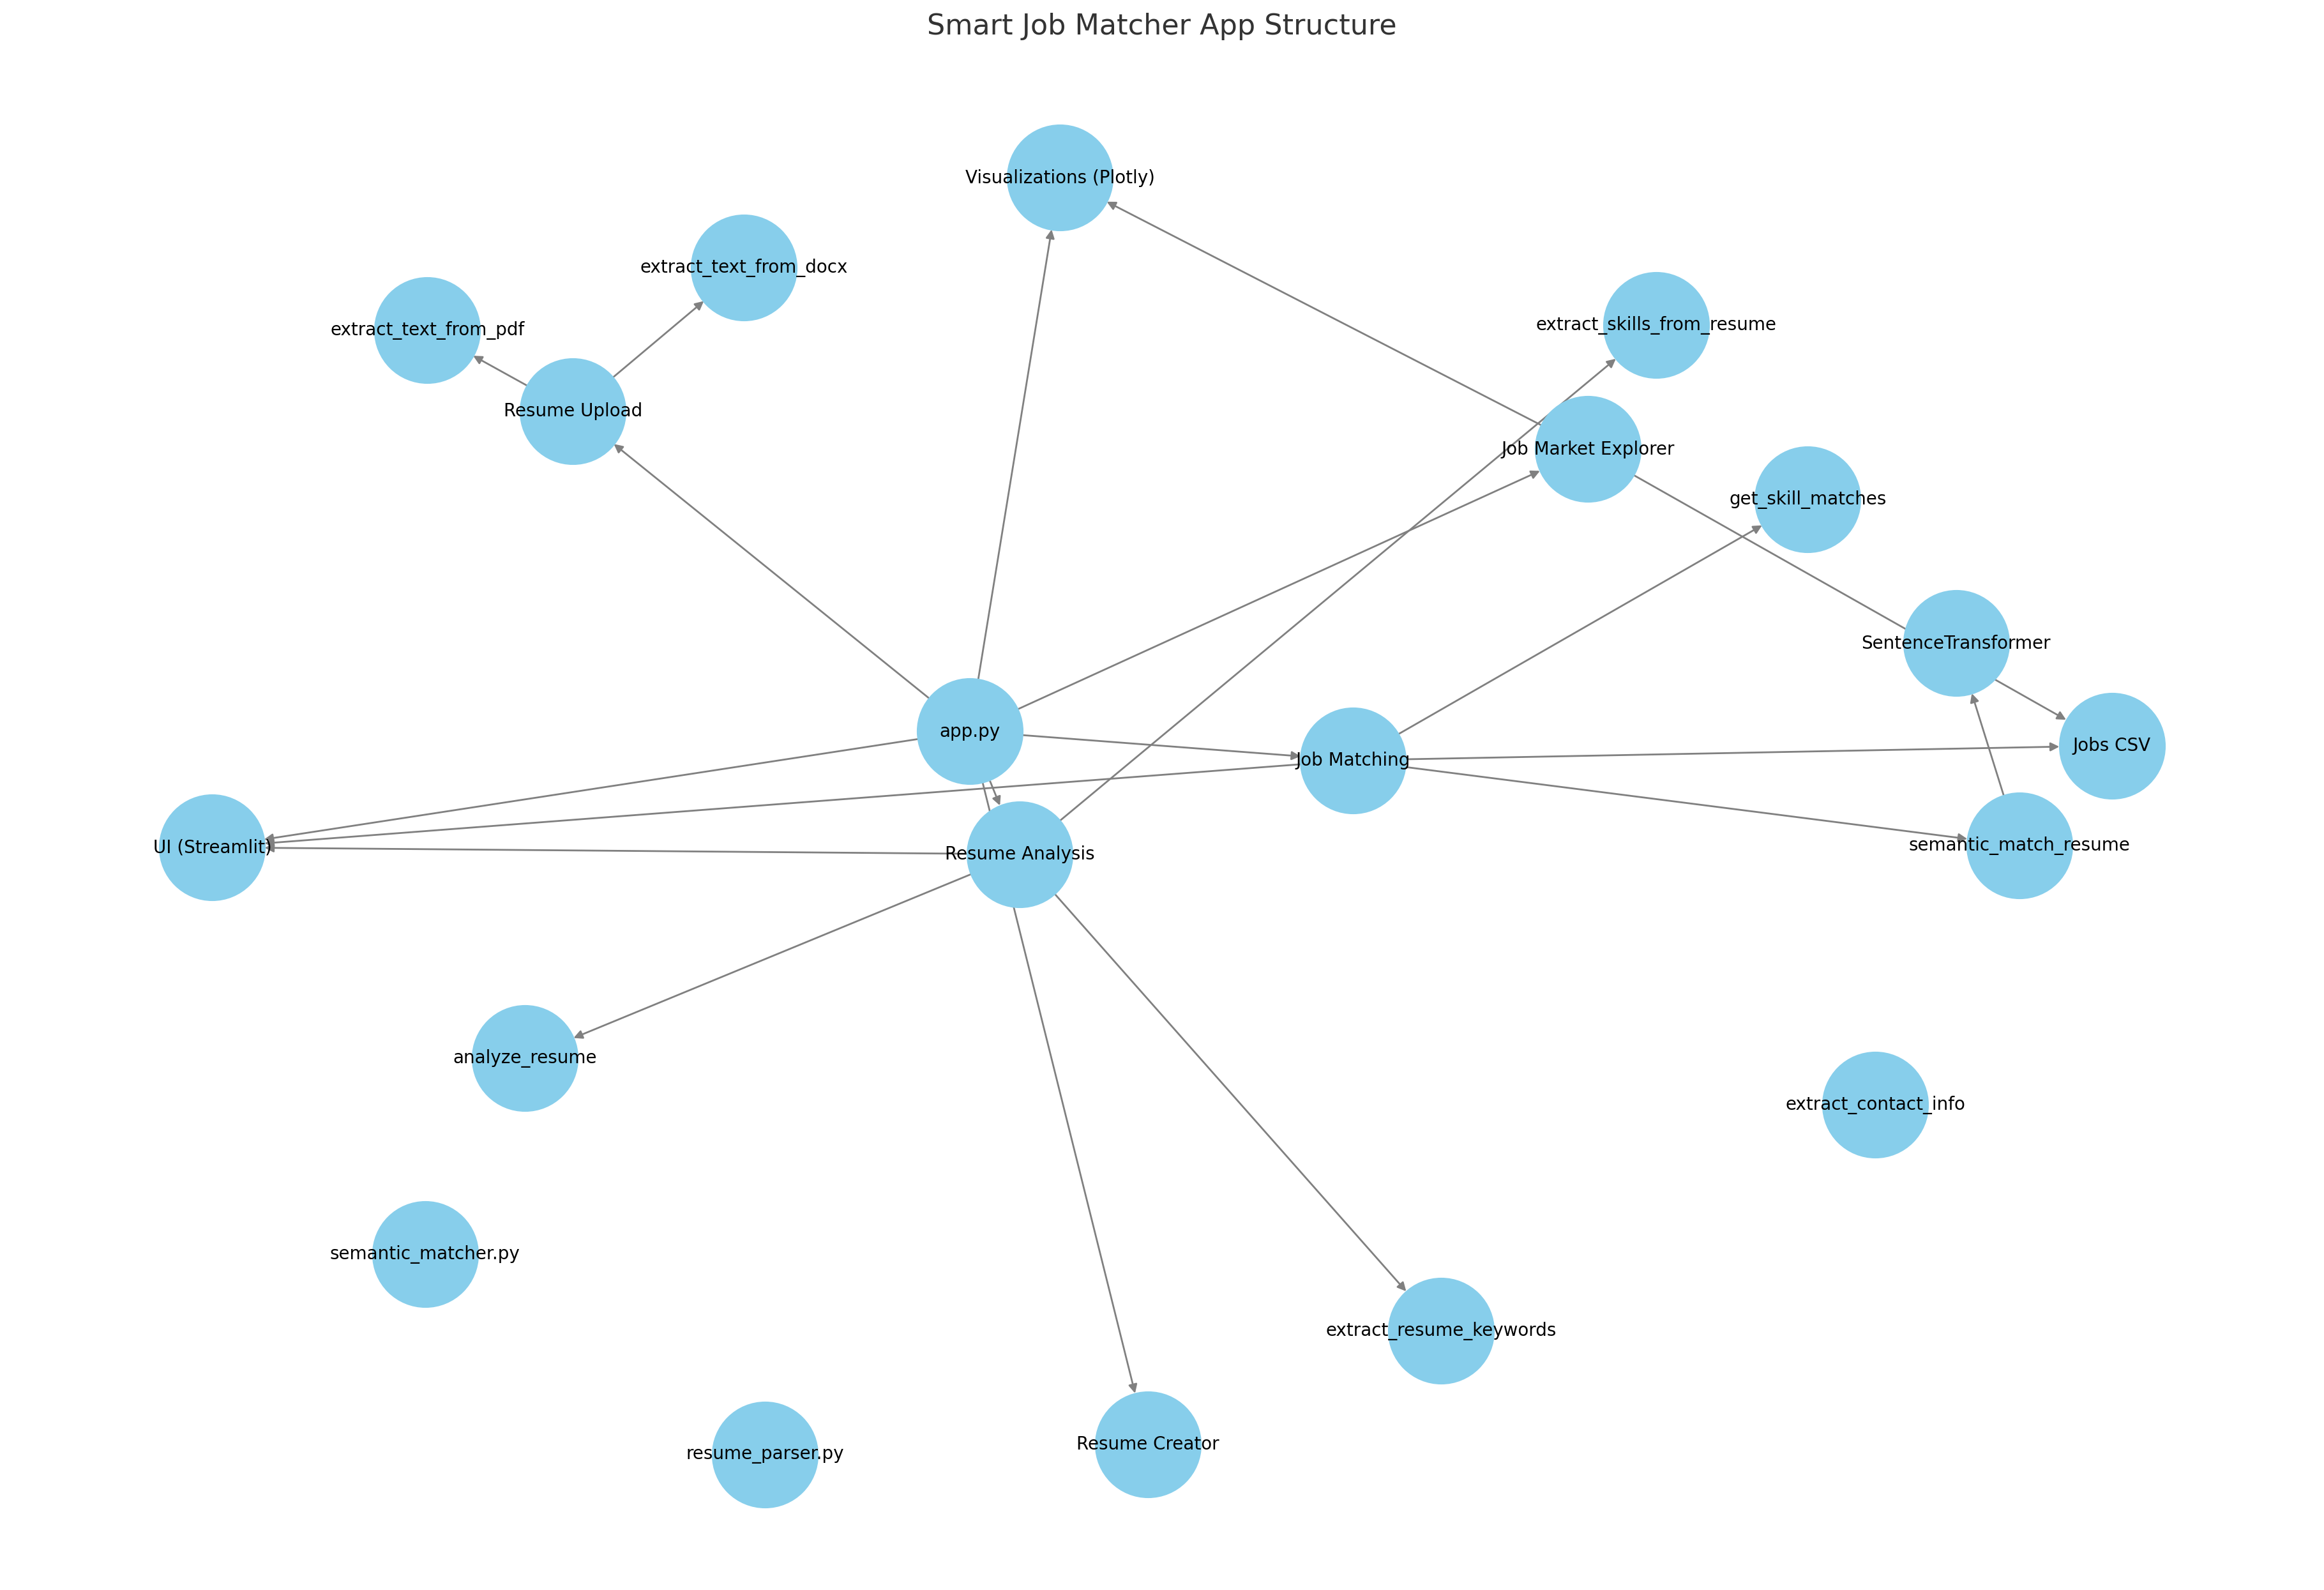 Smart Job Matcher App Structure
Visualizations (Plotly)
extract_text_from_docx
extract_text_from_pdf
extract_skills_from_resume
Resume Upload
Job Market Explorer
get_skill_matches
SentenceTransformer
app.py
Jobs CSV
Job Matching
UI (Streamlit)
Resume Analysis
semantic_match_resume
analyze_resume
extract_contact_info
semantic_matcher.py
extract_resume_keywords
Resume Creator
resume_parser.py